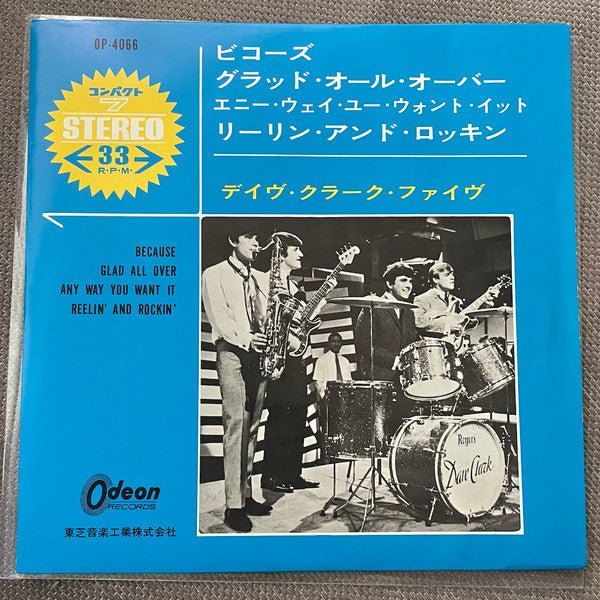 OP-4066
コンパクト
7
STEREO
33
R・P・M・
ビコーズ
グラッド・オール・オーバー
エニー・ウェイ・ユー・ウォント・イット
リーリン・アンド・ロッキン
デイヴ・クラーク・ファイヴ
BECAUSE
GLAD ALL OVER
ANY WAY YOU WANT IT
REELIN' AND ROCKIN'
Rogers
Dave Clark
Odeon
RECORDS
東芝音楽工業株式会社